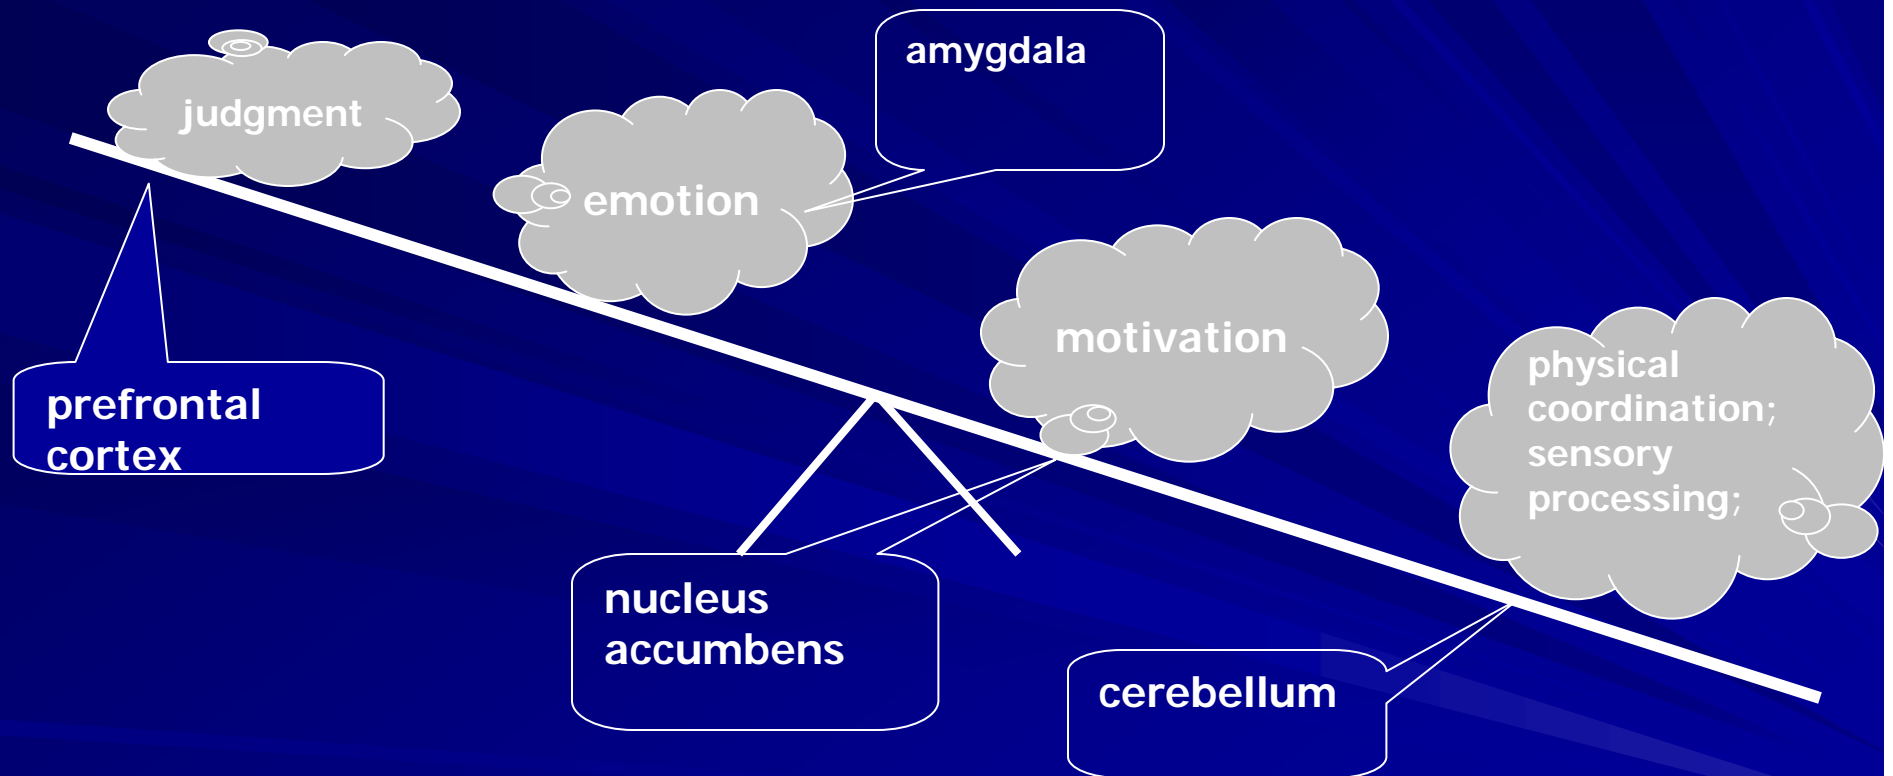 judgment
emotion
amygdala
motivation
physical
coordination;
sensory
processing;
prefrontal
cortex
nucleus
accumbens
cerebellum